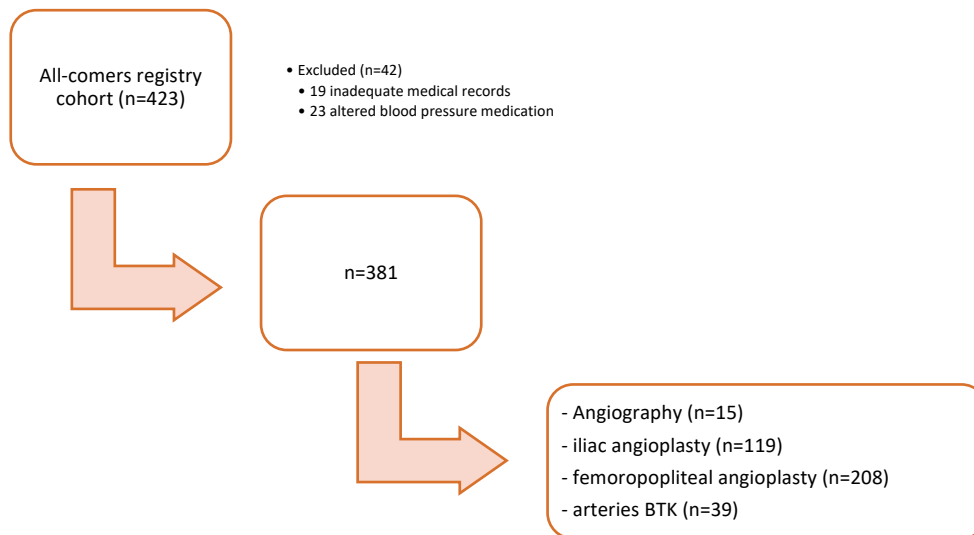 All-comers registry
cohort (n=423)
• Excluded (n=42)
• 19 inadequate medical records
• 23 altered blood pressure medication
n=381
- Angiography (n=15)
- iliac angioplasty (n=119)
- femoropopliteal angioplasty (n=208)
- arteries BTK (n=39)